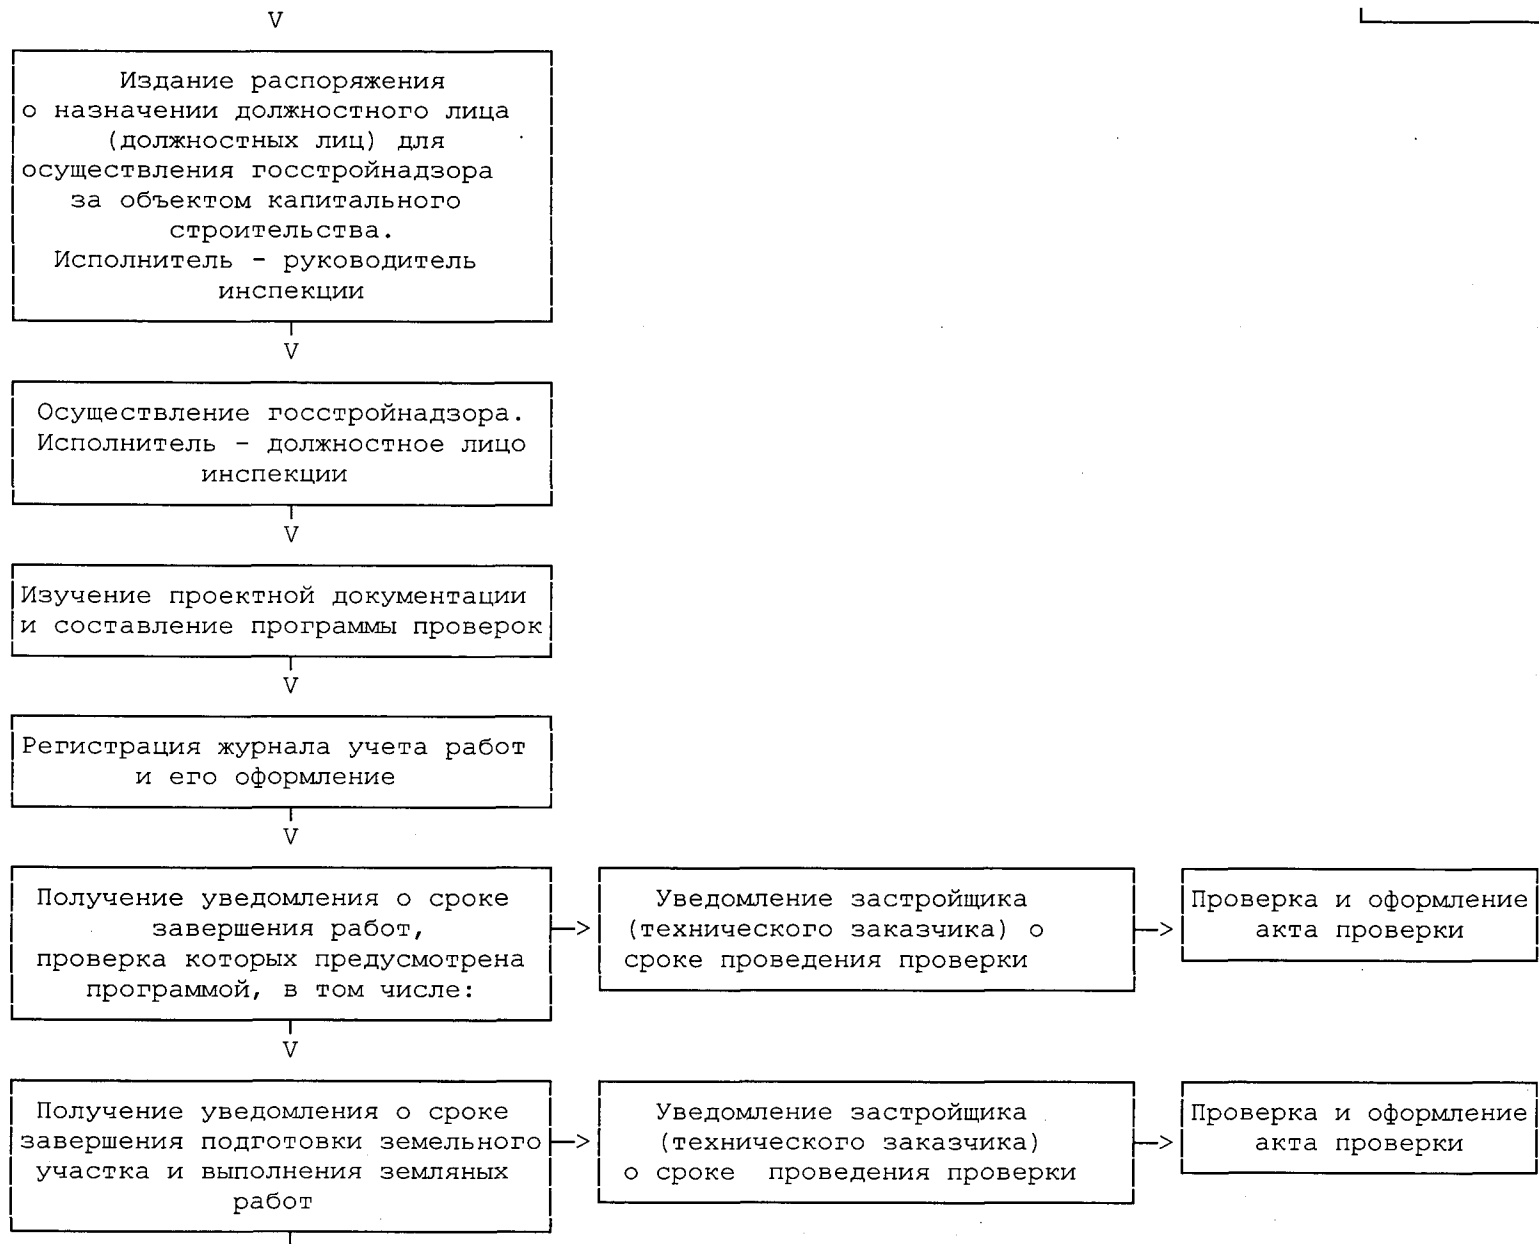 V
Издание распоряжения
о назначении должностного лица
(должностных лиц) для
осуществления госстройнадзора
за объектом капитального
строительства.
Исполнитель - руководитель
инспекции
V
Осуществление госстройнадзора.
Исполнитель - должностное лицо
инспекции
V
Изучение проектной документации
и составление программы проверок
V
Регистрация журнала учета работ
и его оформление
V
Получение уведомления о сроке
завершения работ,
проверка которых предусмотрена
программой, в том числе:
—>
Уведомление застройщика
(технического заказчика) о
сроке проведения проверки
—>
Проверка и оформление
акта проверки
V
Получение уведомления о сроке
завершения подготовки земельного
участка и выполнения земляных
работ
—>
Уведомление застройщика
(технического заказчика)
о сроке проведения проверки
—>
Проверка и оформление
акта проверки